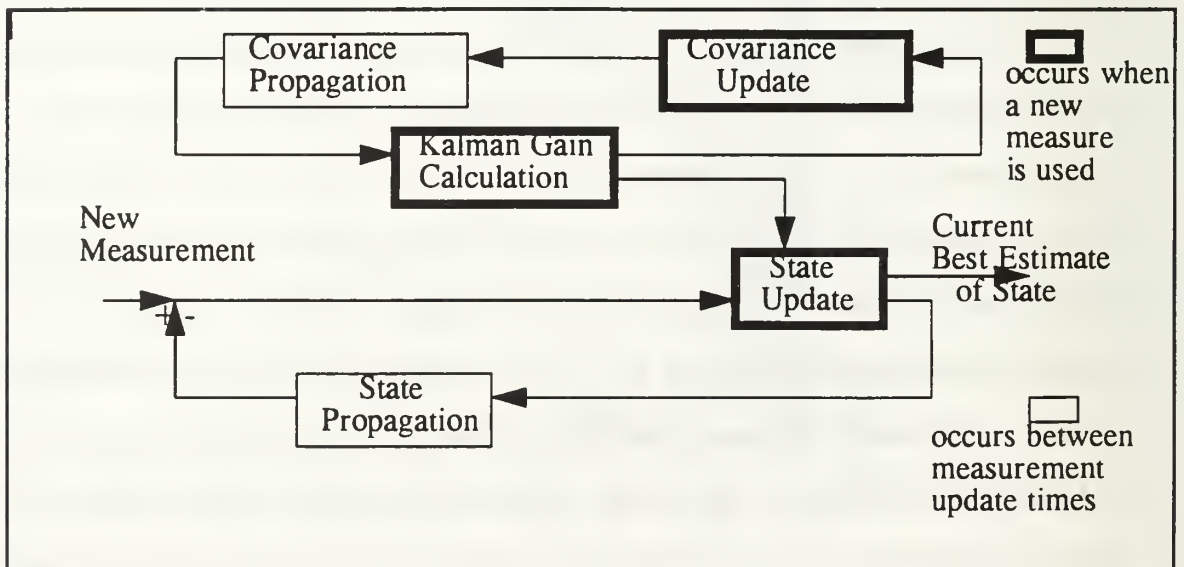 Covariance
Propagation
Covariance
Update
occurs when
a new
measure
is used
Kalman Gain
Calculation
New
Measurement
State
Update
Current
Best Estimate
of State
+ -
State
Propagation
occurs between
measurement
update times